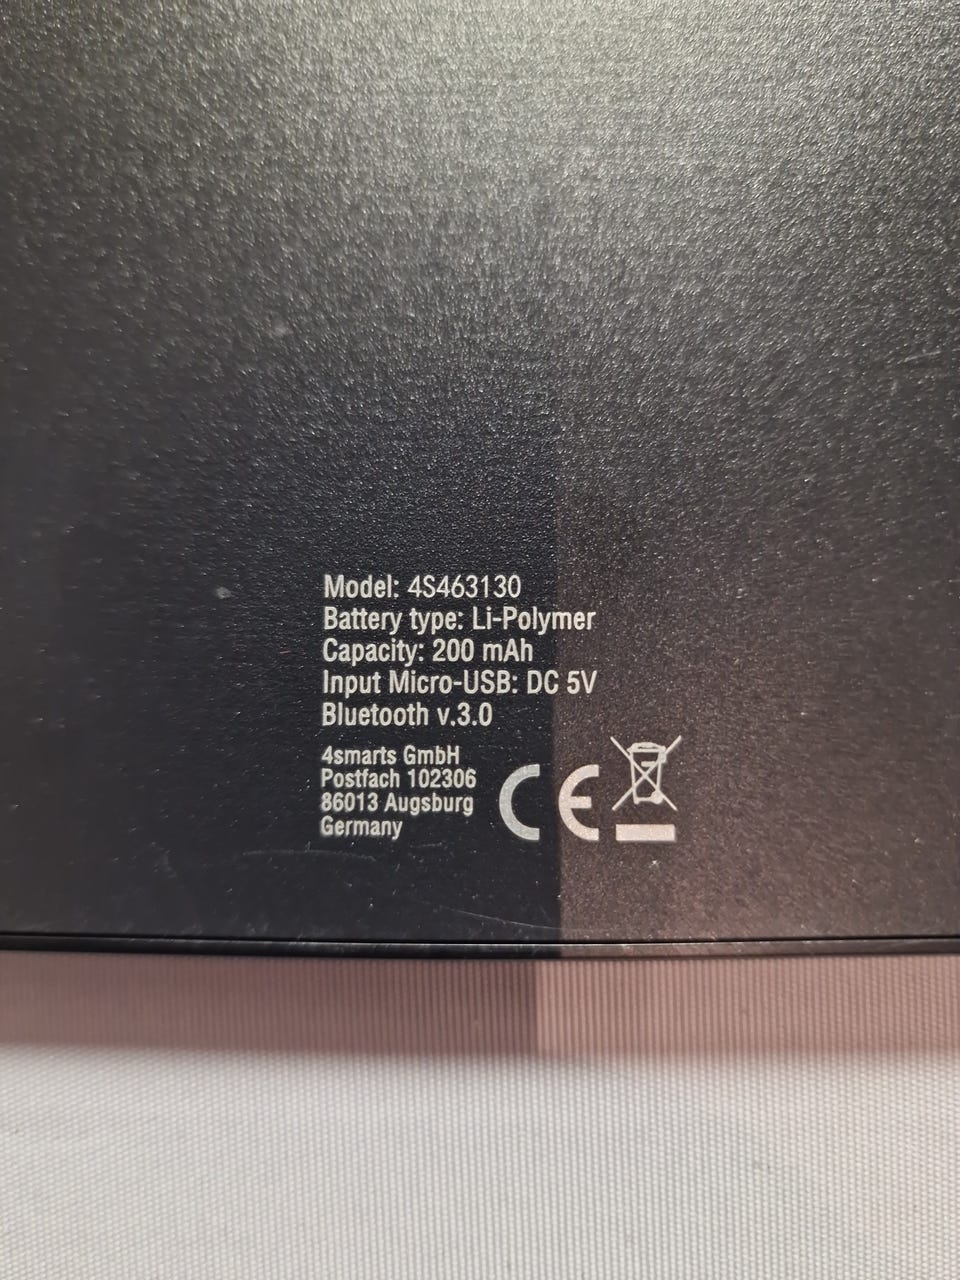 Model: 4S463130
Battery type: Li-Polymer
Capacity: 200 mAh
Input Micro-USB: DC 5V
Bluetooth v.3.0
4smarts GmbH
Postfach 102306
86013 Augsburg
Germany
CE